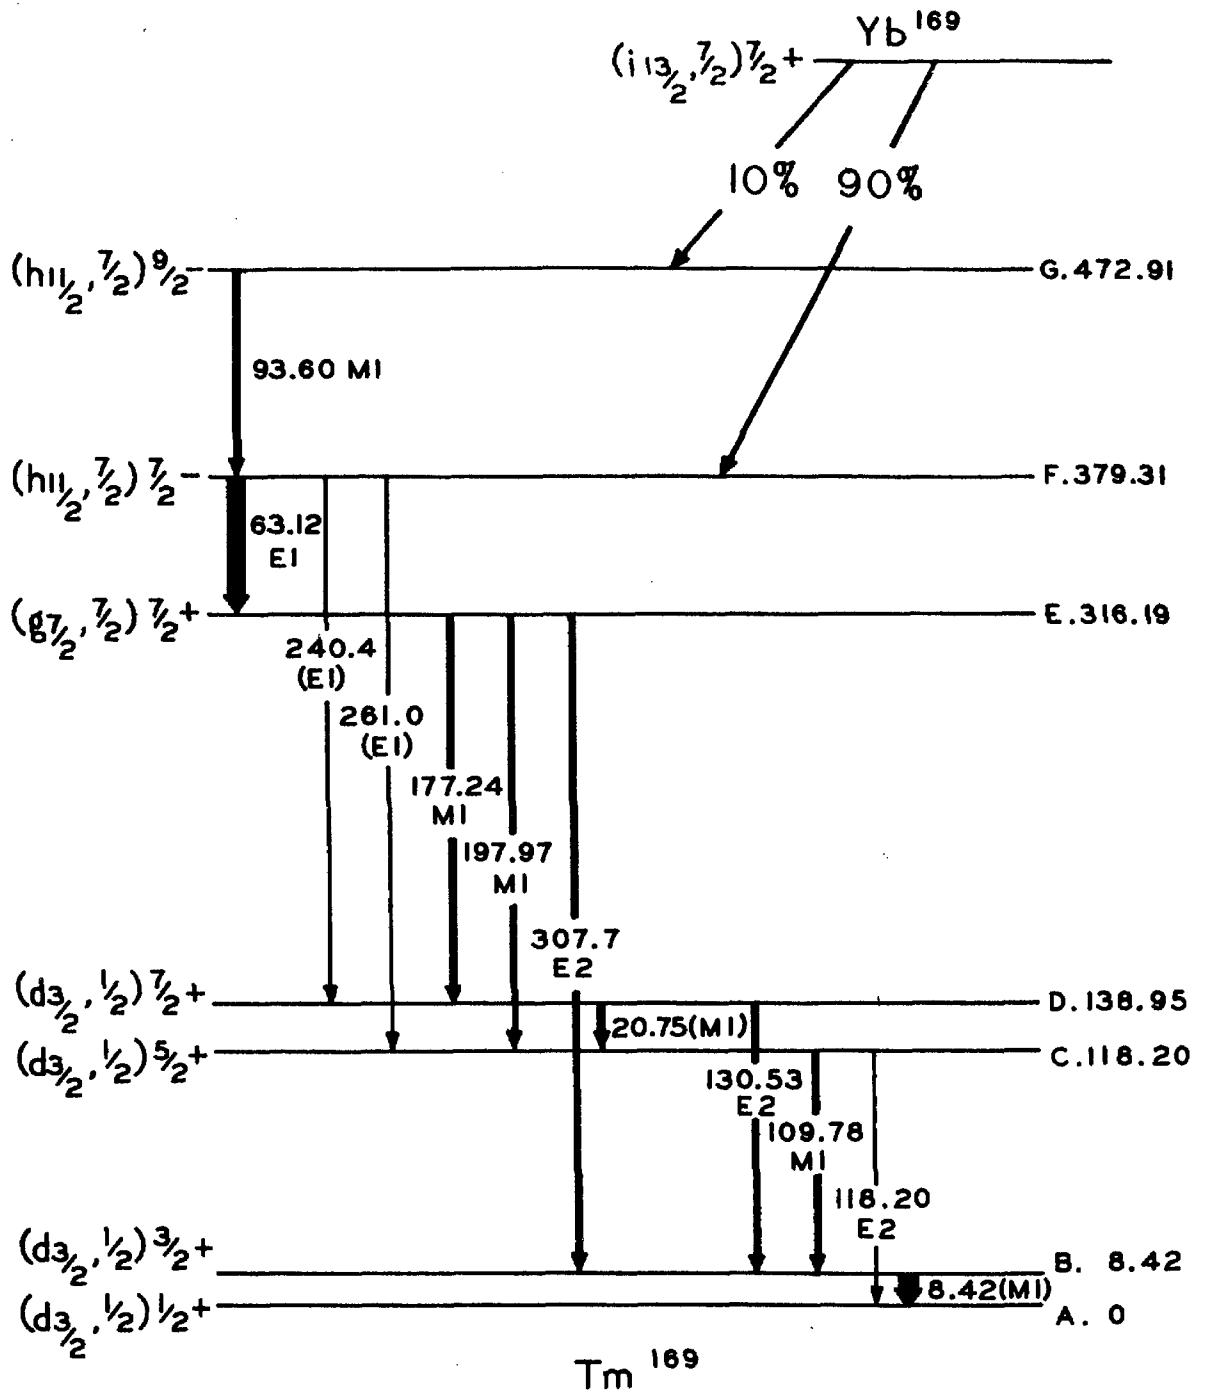 Yb 169
(i 13/2, 7/2) 7/2 +
10% 90%
(h11/2, 7/2) 9/2 - G.472.91
93.60 M1
(h11/2, 7/2) 7/2 - F.379.31
63.12
E1
(g7/2, 7/2) 7/2 + E.316.19
240.4
(E1)
261.0
(E1)
177.24
M1
197.97
M1
307.7
E2
(d3/2, 1/2) 7/2 + D.138.95
20.75(M1)
(d3/2, 1/2) 5/2 + C.118.20
130.53
E2
109.78
M1
118.20
E2
(d3/2, 1/2) 3/2 + B. 8.42
8.42(M1)
(d3/2, 1/2) 1/2 + A. 0
Tm 169